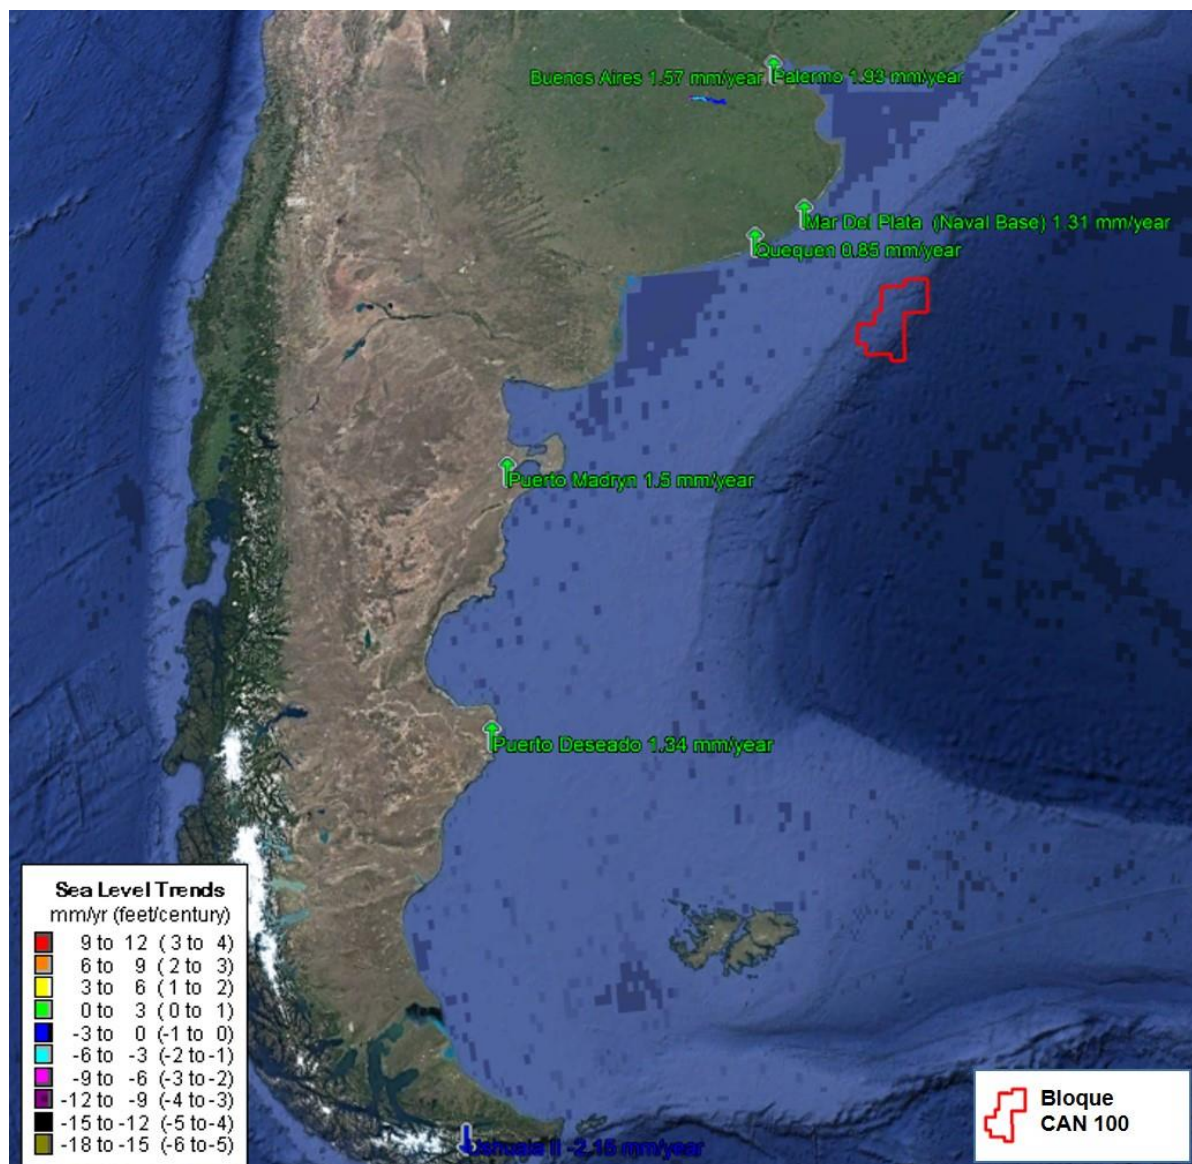 Buenos Aires 1.57 mm/year
Palermo 1.93 mm/year
Mar Del Plata (Naval Base) 1.31 mm/year
Quequen 0.85 mm/year
Puerto Madryn 1.5 mm/year
Puerto Deseado 1.34 mm/year
Ushuaia II -2.15 mm/year
Sea Level Trends
mm/yr (feet/century)
9 to 12 (3 to 4)
6 to 9 (2 to 3)
3 to 6 (1 to 2)
0 to 3 (0 to 1)
-3 to 0 (-1 to 0)
-6 to -3 (-2 to -1)
-9 to -6 (-3 to -2)
-12 to -9 (-4 to -3)
-15 to -12 (-5 to -4)
-18 to -15 (-6 to -5)
Bloque
CAN 100